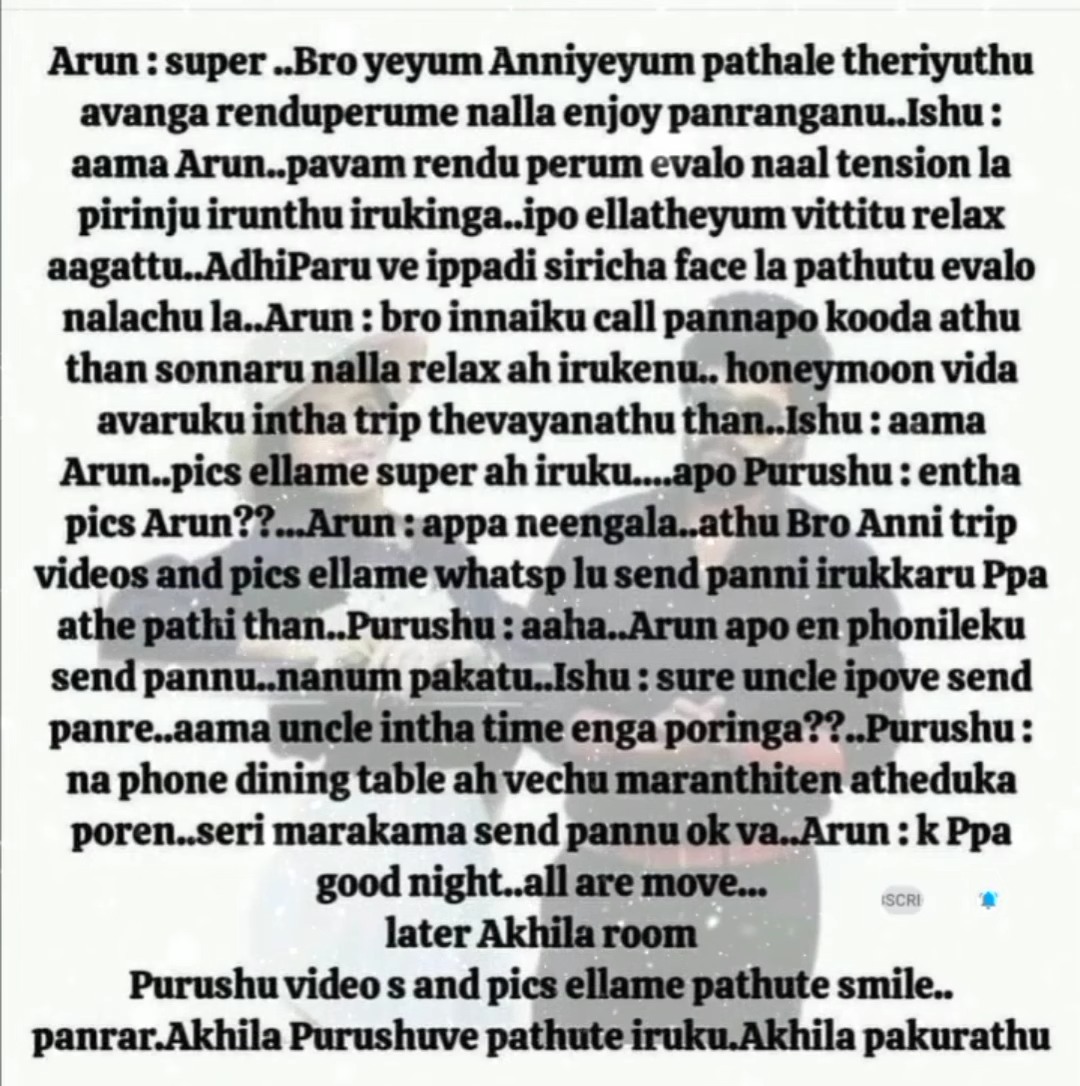 Arun : super ..Bro yeyum Anniyeyum pathale theriyuthu
avanga renduperume nalla enjoy panranganu..Ishu :
aama Arun..pavam rendu perum evalo naal tension la
pirinju irunthu irukinga..ipo ellatheyum vittitu relax
aagattu..AdhiParu ve ippadi siricha face la pathutu evalo
nalachu la..Arun : bro innaiku call pannapo kooda athu
than sonnaru nalla relax ah irukenu.. honeymoon vida
avaruku intha trip thevayanathu than..Ishu : aama
Arun..pics ellame super ah iruku....apo Purushu : entha
pics Arun??...Arun : appa neengala..athu Bro Anni trip
videos and pics ellame whatsp lu send panni irukkaru Ppa
athe pathi than..Purushu : aaha..Arun apo en phonileku
send pannu..nanum pakatu..Ishu : sure uncle ipove send
panre..aama uncle intha time enga poringa??..Purushu :
na phone dining table ah vechu maranthiten atheduka
poren..seri marakama send pannu ok va..Arun : k Ppa
good night..all are move...
SCRI
later Akhila room
Purushu video s and pics ellame pathute smile..
panrar.Akhila Purushuve pathute iruku.Akhila pakurathu